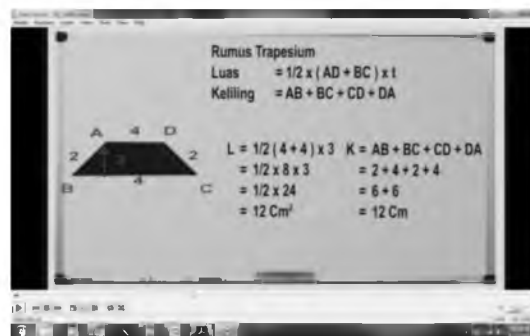 Rumus Trapesium
Luas = 1/2 x ( AD + BC ) x t
Keliling = AB + BC + CD + DA
A 4 D
2 3 2
B 4 C
L = 1/2 ( 4 + 4 ) x 3 K = AB + BC + CD + DA
= 1/2 x 8 x 3 = 2 + 4 + 2 + 4
= 1/2 x 24 = 6 + 6
= 12 Cm² = 12 Cm